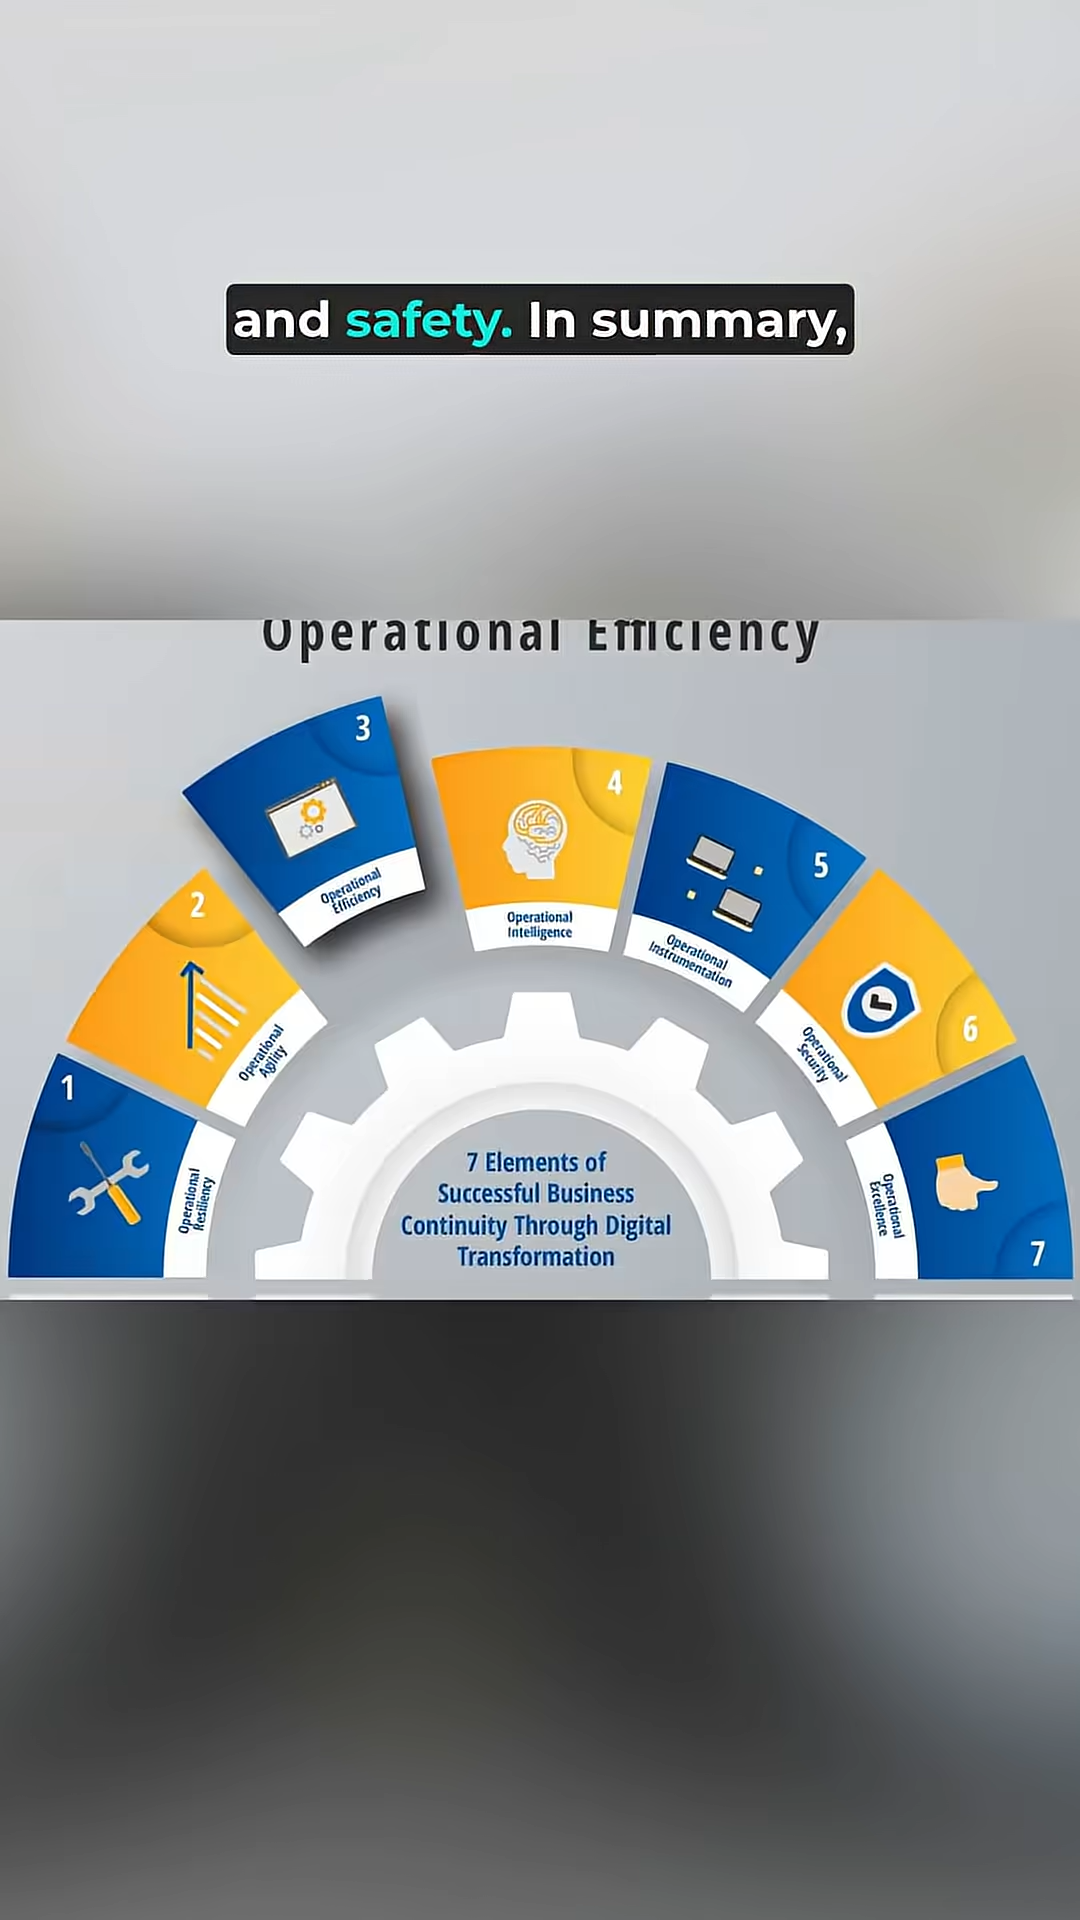 and safety. In summary,
Operational Efficiency
3
Operational
Efficiency
4
Operational
Intelligence
5
Operational
Instrumentation
2
Operational
Agility
6
Operational
Security
1
Operational
Resiliency
7
Operational
Excellence
7 Elements of
Successful Business
Continuity Through Digital
Transformation